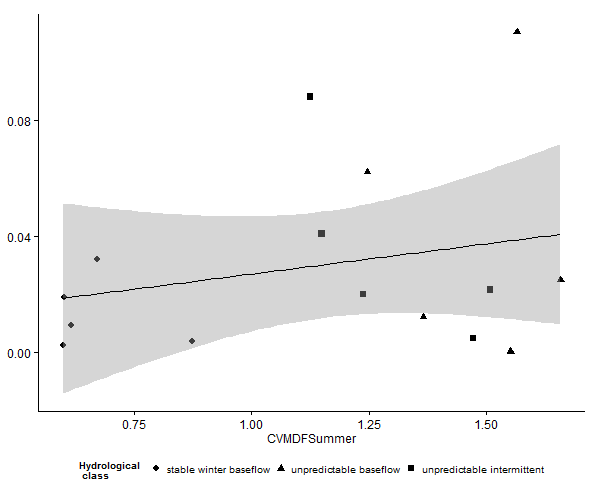 0.08
0.04
0.00
0.75 1.00 1.25 1.50
CVMDFSummer
Hydrological
class
stable winter baseflow unpredictable baseflow unpredictable intermittent